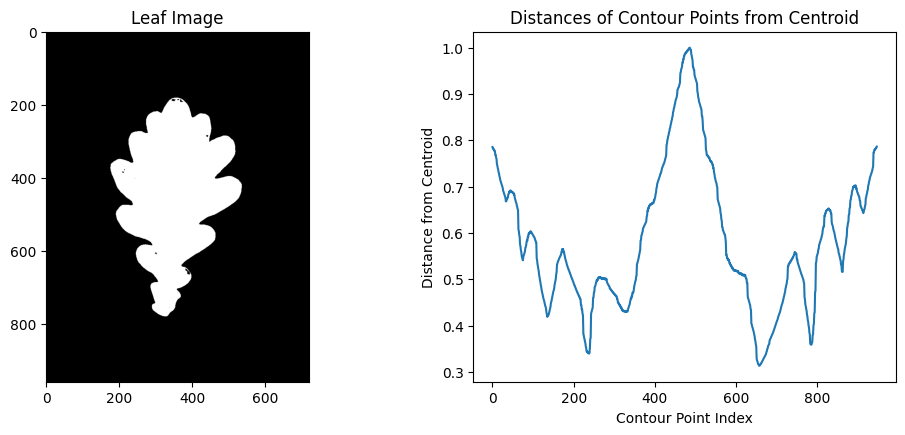 Leaf Image
0
200
400
600
800
0 200 400 600
Distances of Contour Points from Centroid
Distance from Centroid
1.0
0.9
0.8
0.7
0.6
0.5
0.4
0.3
0 200 400 600 800
Contour Point Index